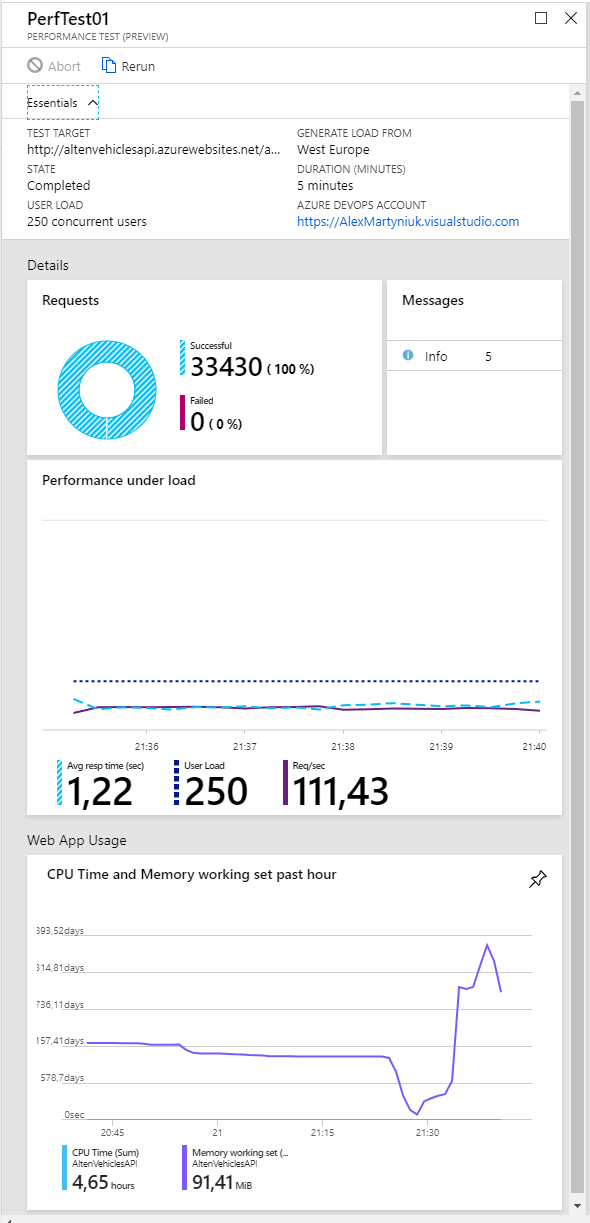 PerfTest01
PERFORMANCE TEST (PREVIEW)
Abort Rerun
Essentials
TEST TARGET
http://altenvehiclesapi.azurewebsites.net/a...
GENERATE LOAD FROM
West Europe
STATE
Completed
DURATION (MINUTES)
5 minutes
USER LOAD
250 concurrent users
AZURE DEVOPS ACCOUNT
https://AlexMartyniuk.visualstudio.com
Details
Requests
Successful
33430 ( 100 %)
Failed
0 ( 0 %)
Messages
Info 5
Performance under load
21:36 21:37 21:38 21:39 21:40
Avg resp time (sec)
1,22
User Load
250
Req/sec
111,43
Web App Usage
CPU Time and Memory working set past hour
393,52days
314,81days
736,11days
157,41days
578,7days
0sec
20:45 21 21:15 21:30
CPU Time (Sum)
AltenVehiclesAPI
4,65 hours
Memory working set (...
AltenVehiclesAPI
91,41 MiB